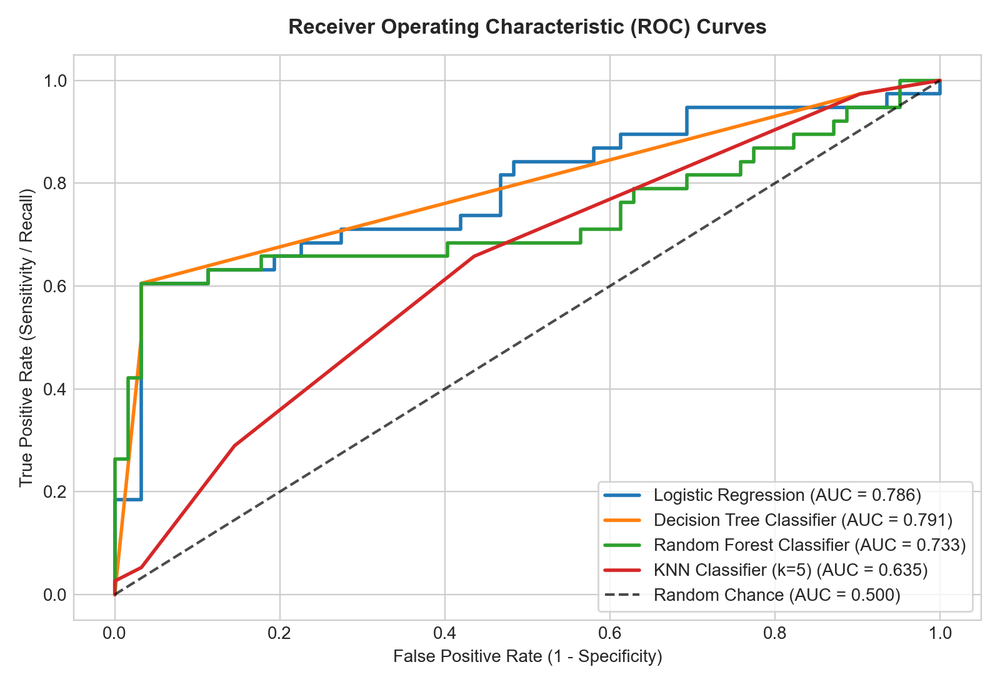 Receiver Operating Characteristic (ROC) Curves
True Positive Rate (Sensitivity / Recall)
1.0
0.8
0.6
0.4
0.2
0.0
Logistic Regression (AUC = 0.786)
Decision Tree Classifier (AUC = 0.791)
Random Forest Classifier (AUC = 0.733)
KNN Classifier (k=5) (AUC = 0.635)
Random Chance (AUC = 0.500)
0.0 0.2 0.4 0.6 0.8 1.0
False Positive Rate (1 - Specificity)